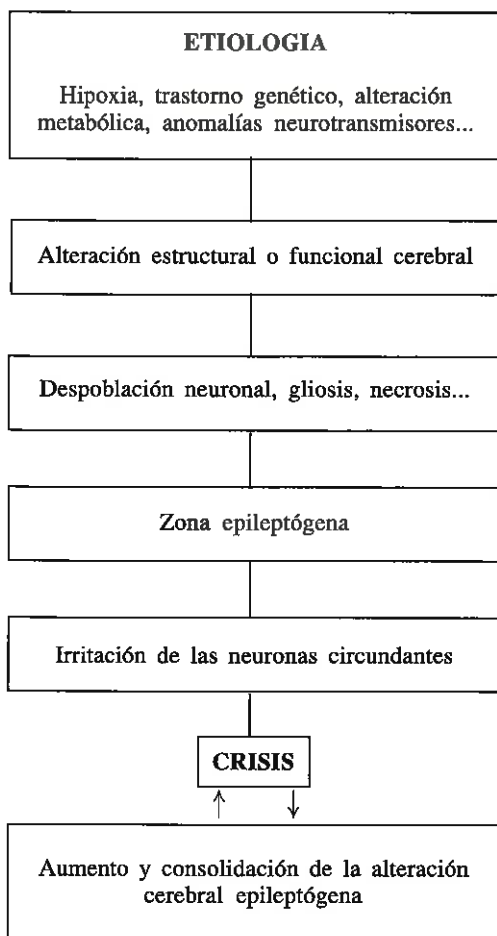 ETIOLOGIA
Hipoxia, trastorno genético, alteración
metabólica, anomalías neurotransmisores...
Alteración estructural o funcional cerebral
Despoblación neuronal, gliosis, necrosis...
Zona epileptógena
Irritación de las neuronas circundantes
CRISIS
Aumento y consolidación de la alteración
cerebral epileptógena